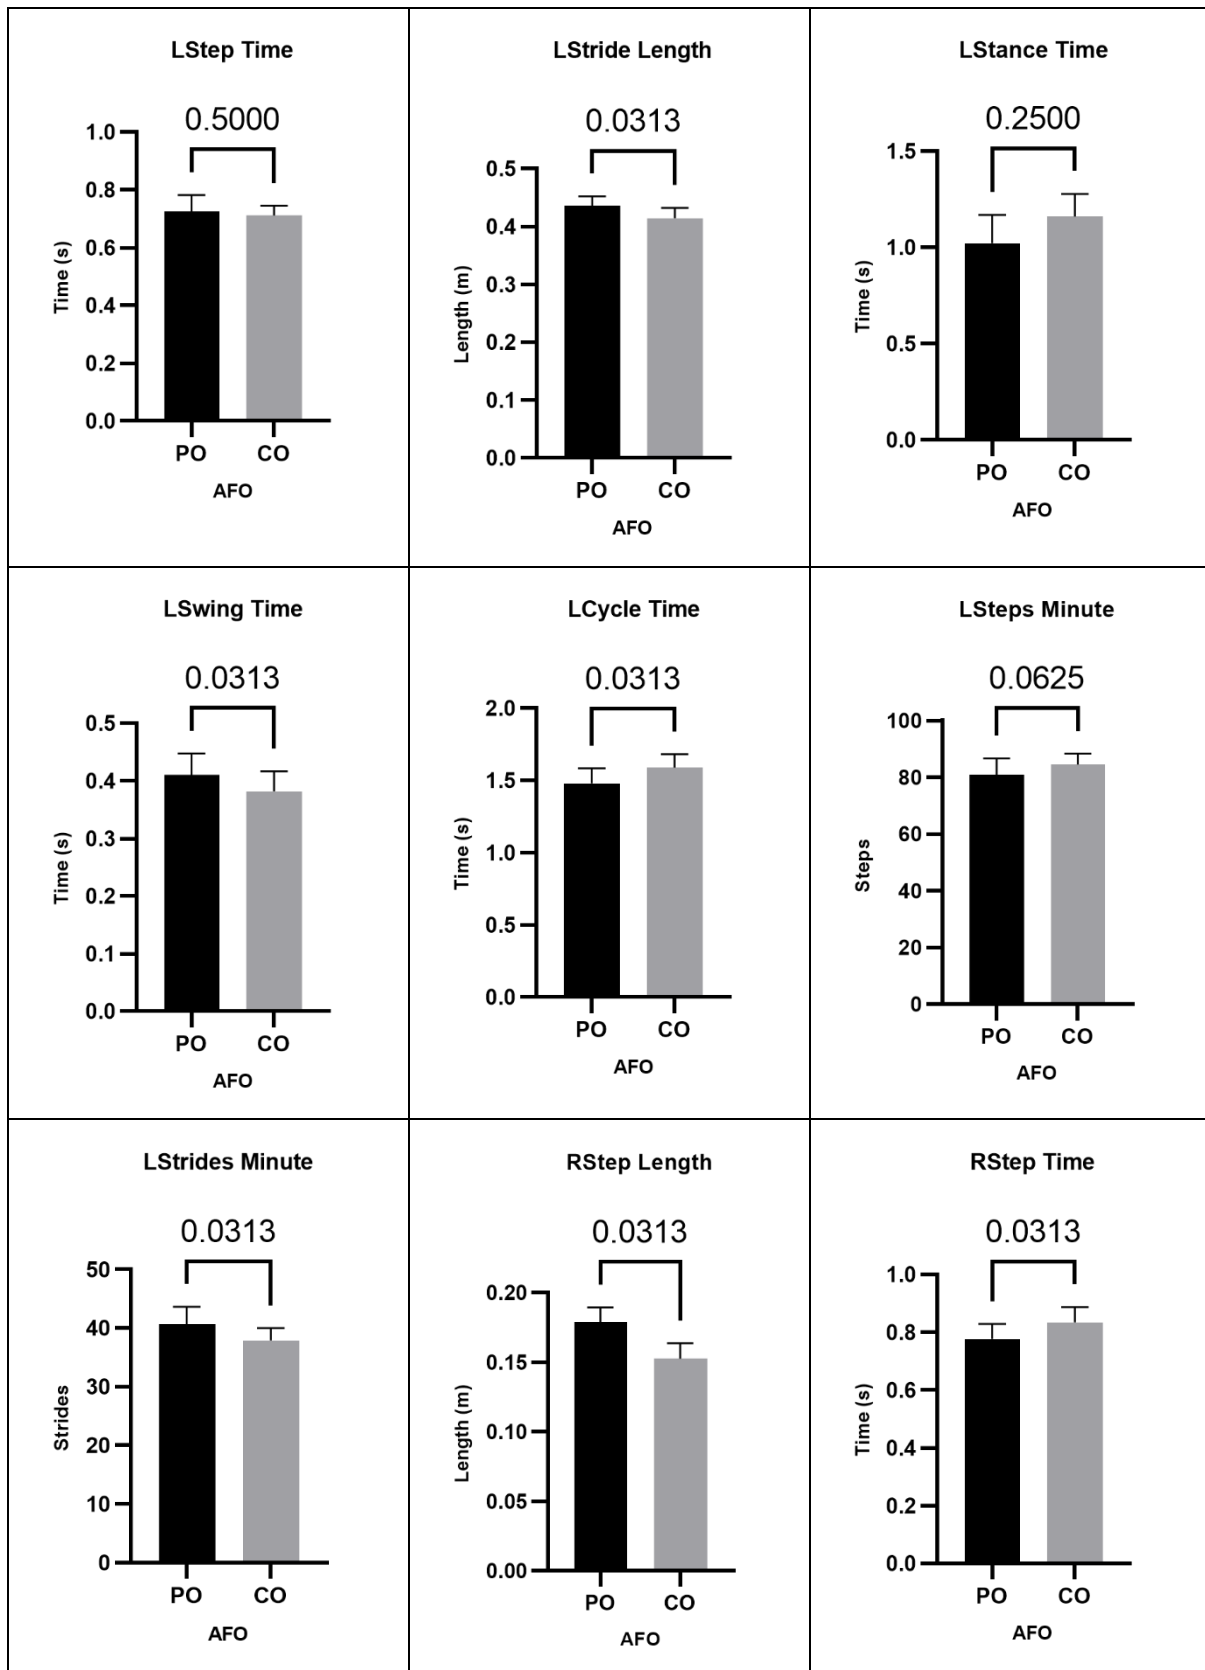 LStep Time
0.5000
1.0
0.8
0.6
0.4
0.2
0.0
Time (s)
PO CO
AFO
LStride Length
0.0313
0.5
0.4
0.3
0.2
0.1
0.0
Length (m)
PO CO
AFO
LStance Time
0.2500
1.5
1.0
0.5
0.0
Time (s)
PO CO
AFO
LSwing Time
0.0313
0.5
0.4
0.3
0.2
0.1
0.0
Time (s)
PO CO
AFO
LCycle Time
0.0313
2.0
1.5
1.0
0.5
0.0
Time (s)
PO CO
AFO
LSteps Minute
0.0625
100
80
60
40
20
0
Steps
PO CO
AFO
LStrides Minute
0.0313
50
40
30
20
10
0
Strides
PO CO
AFO
RStep Length
0.0313
0.20
0.15
0.10
0.05
0.00
Length (m)
PO CO
AFO
RStep Time
0.0313
1.0
0.8
0.6
0.4
0.2
0.0
Time (s)
PO CO
AFO